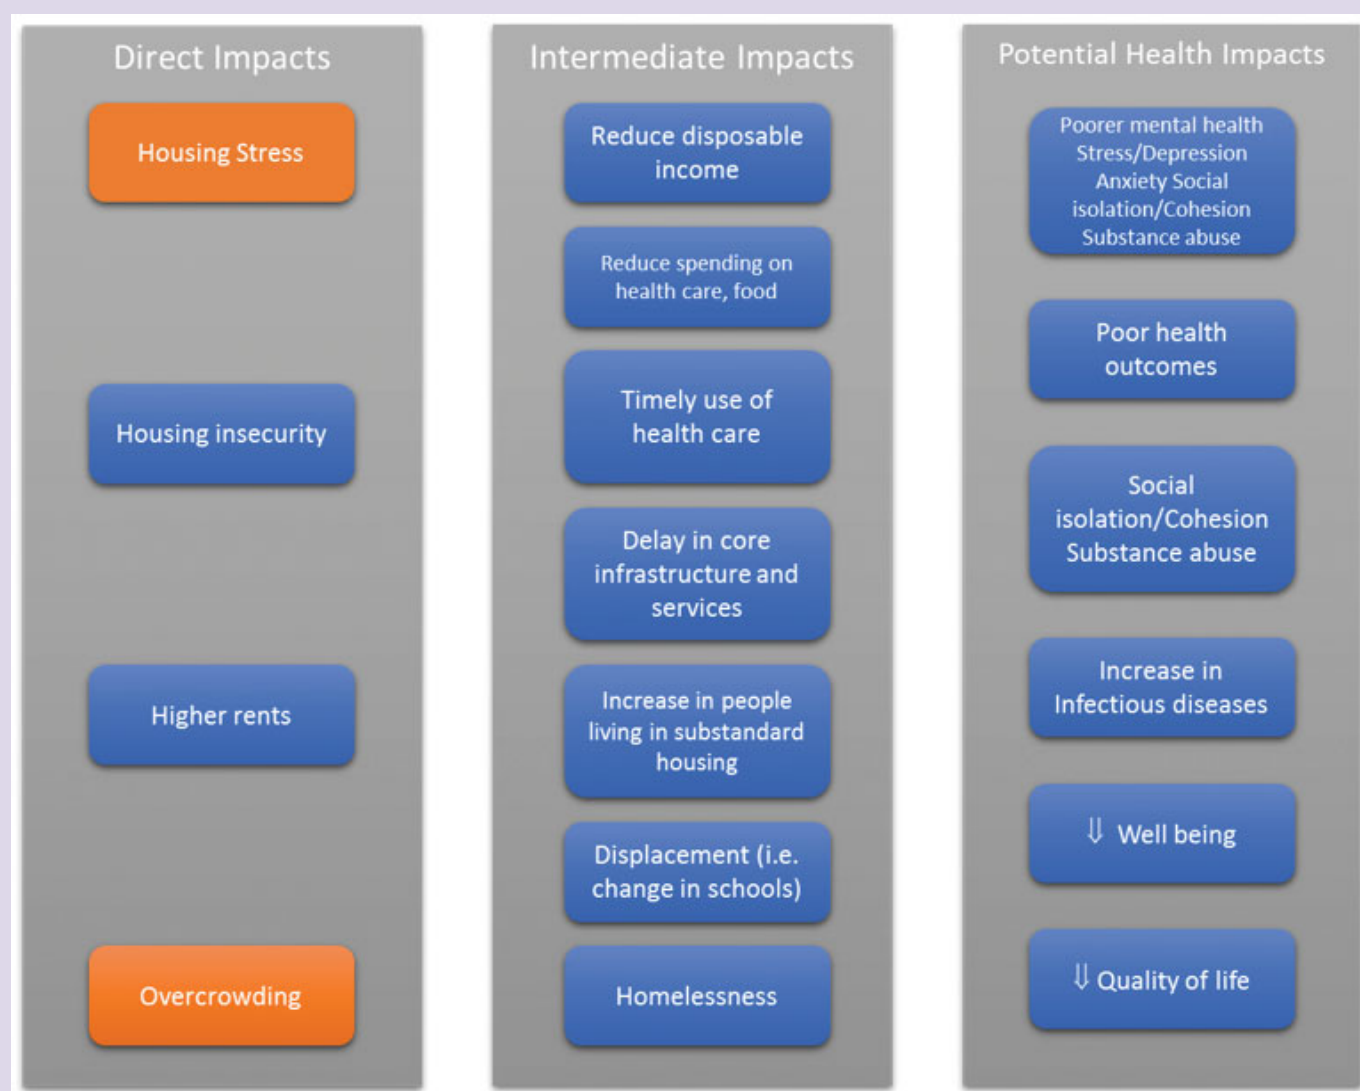 Direct Impacts
Housing Stress
Housing insecurity
Higher rents
Overcrowding
Intermediate Impacts
Reduce disposable
income
Reduce spending on
health care, food
Timely use of
health care
Delay in core
infrastructure and
services
Increase in people
living in substandard
housing
Displacement (i.e.
change in schools)
Homelessness
Potential Health Impacts
Poorer mental health
Stress/Depression
Anxiety Social
isolation/Cohesion
Substance abuse
Poor health
outcomes
Social
isolation/Cohesion
Substance abuse
Increase in
Infectious diseases
⇓ Well being
⇓ Quality of life